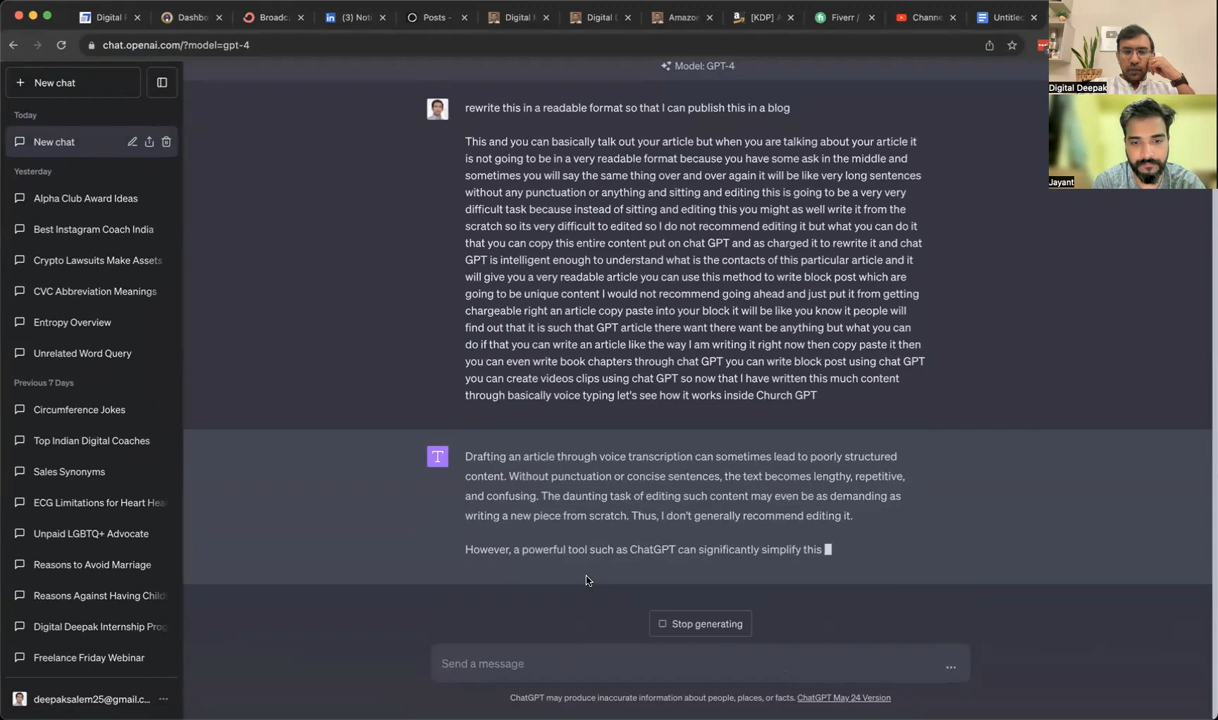 Digital
Dashbo
Broadc
(3) Not
Posts -
Digital
Digital
Amazo
[KDP] A
Fiverr /
Channe
Untitle
chat.openai.com/?model=gpt-4
New chat
Model: GPT-4
Today
New chat
Yesterday
Alpha Club Award Ideas
Best Instagram Coach India
Crypto Lawsuits Make Assets
CVC Abbreviation Meanings
Entropy Overview
Unrelated Word Query
Previous 7 Days
Circumference Jokes
Top Indian Digital Coaches
Sales Synonyms
ECG Limitations for Heart Hea
Unpaid LGBTQ+ Advocate
Reasons to Avoid Marriage
Reasons Against Having Child
Digital Deepak Internship Prog
Freelance Friday Webinar
deepaksalem25@gmail.c...
rewrite this in a readable format so that I can publish this in a blog
This and you can basically talk out your article but when you are talking about your article it
is not going to be in a very readable format because you have some ask in the middle and
sometimes you will say the same thing over and over again it will be like very long sentences
without any punctuation or anything and sitting and editing this is going to be a very very
difficult task because instead of sitting and editing this you might as well write it from the
scratch so its very difficult to edited so I do not recommend editing it but what you can do it
that you can copy this entire content put on chat GPT and as charged it to rewrite it and chat
GPT is intelligent enough to understand what is the contacts of this particular article and it
will give you a very readable article you can use this method to write block post which are
going to be unique content I would not recommend going ahead and just put it from getting
chargeable right an article copy paste into your block it will be like you know it people will
find out that it is such that GPT article there want there want be anything but what you can
do if that you can write an article like the way I am writing it right now then copy paste it then
you can even write book chapters through chat GPT you can write block post using chat GPT
you can create videos clips using chat GPT so now that I have written this much content
through basically voice typing let's see how it works inside Church GPT
T
Drafting an article through voice transcription can sometimes lead to poorly structured
content. Without punctuation or concise sentences, the text becomes lengthy, repetitive,
and confusing. The daunting task of editing such content may even be as demanding as
writing a new piece from scratch. Thus, I don't generally recommend editing it.
However, a powerful tool such as ChatGPT can significantly simplify this
Stop generating
Send a message
ChatGPT may produce inaccurate information about people, places, or facts. ChatGPT May 24 Version
Digital Deepak
Jayant